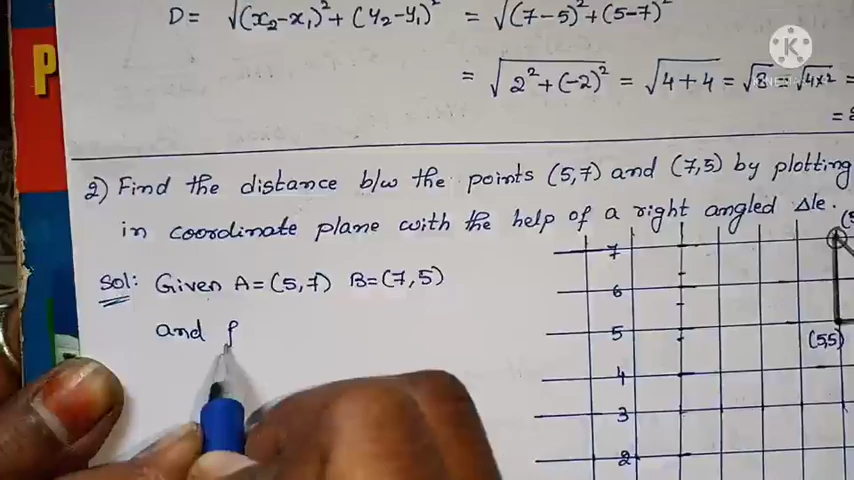 D = √(x₂-x₁)² + (y₂-y₁)² = √(7-5)² + (5-7)²
= √2² + (-2)² = √4+4 = √8 = √4×2 =
=
2) Find the distance b/w the points (5,7) and (7,5) by plotting
in coordinate plane with the help of a right angled Δle.
Sol: Given A=(5,7) B=(7,5)
and
7
6
5
(5,5)
4
3
2
K
P